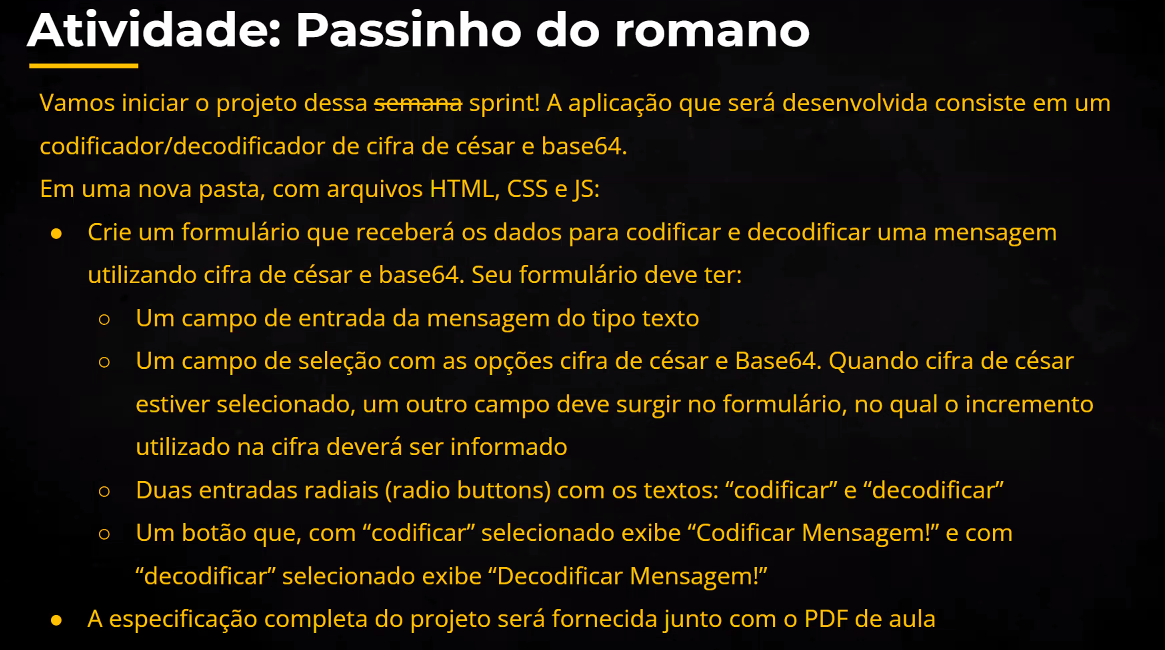 Atividade: Passinho do romano
Vamos iniciar o projeto dessa semana sprint! A aplicação que será desenvolvida consiste em um
codificador/decodificador de cifra de césar e base64.
Em uma nova pasta, com arquivos HTML, CSS e JS:
● Crie um formulário que receberá os dados para codificar e decodificar uma mensagem
utilizando cifra de césar e base64. Seu formulário deve ter:
○ Um campo de entrada da mensagem do tipo texto
○ Um campo de seleção com as opções cifra de césar e Base64. Quando cifra de césar
estiver selecionado, um outro campo deve surgir no formulário, no qual o incremento
utilizado na cifra deverá ser informado
○ Duas entradas radiais (radio buttons) com os textos: “codificar” e “decodificar”
○ Um botão que, com “codificar” selecionado exibe “Codificar Mensagem!” e com
“decodificar” selecionado exibe “Decodificar Mensagem!”
● A especificação completa do projeto será fornecida junto com o PDF de aula